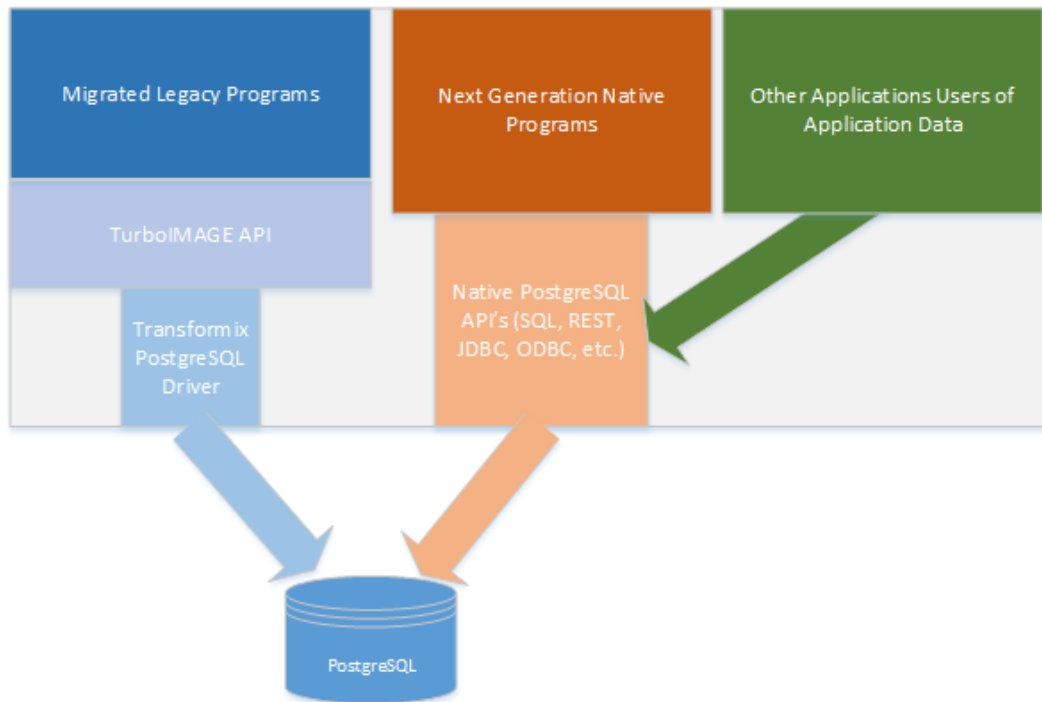 Migrated Legacy Programs
Next Generation Native
Programs
Other Applications Users of
Application Data
TurboIMAGE API
Transformix
PostgreSQL
Driver
Native PostgreSQL
API's (SQL, REST,
JDBC, ODBC, etc.)
PostgreSQL